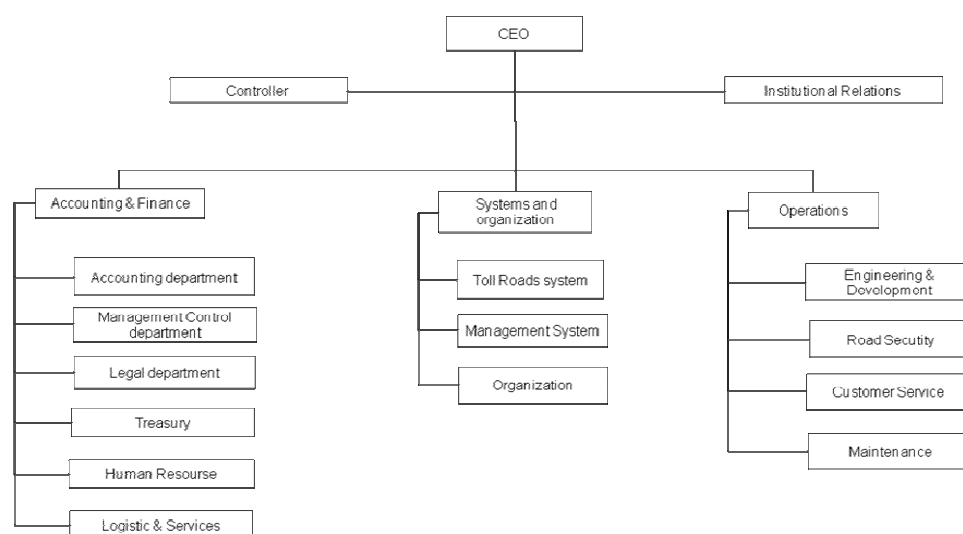 CEO
Controller
Institutional Relations
Accounting & Finance
Systems and
organization
Operations
Accounting department
Management Control
department
Legal department
Treasury
Human Resourse
Logistic & Services
Toll Roads system
Management System
Organization
Engineering &
Development
Road Secutity
Customer Service
Maintenance